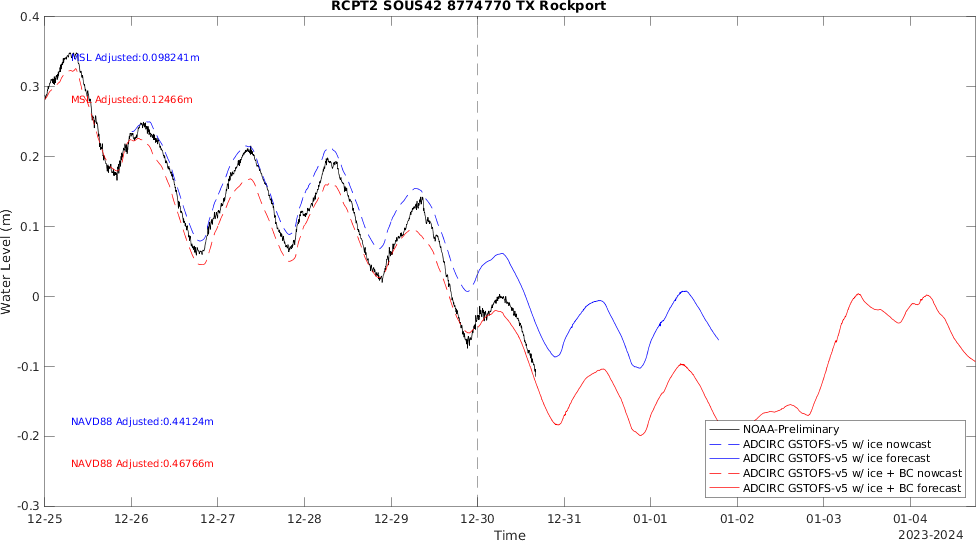 RCPT2 SOUS42 8774770 TX Rockport
0.4
0.3
0.2
0.1
0
-0.1
-0.2
-0.3
Water Level (m)
MSL Adjusted:0.098241m
MSL Adjusted:0.12466m
NAVD88 Adjusted:0.44124m
NAVD88 Adjusted:0.46766m
NOAA-Preliminary
ADCIRC GSTOFS-v5 w/ ice nowcast
ADCIRC GSTOFS-v5 w/ ice forecast
ADCIRC GSTOFS-v5 w/ ice + BC nowcast
ADCIRC GSTOFS-v5 w/ ice + BC forecast
12-25 12-26 12-27 12-28 12-29 12-30 12-31 01-01 01-02 01-03 01-04
Time
2023-2024